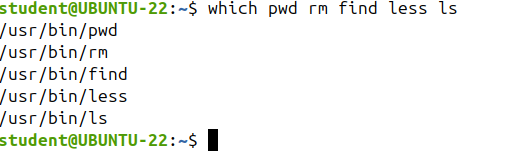 student@UBUNTU-22:~$ which pwd rm find less ls
/usr/bin/pwd
/usr/bin/rm
/usr/bin/find
/usr/bin/less
/usr/bin/ls
student@UBUNTU-22:~$